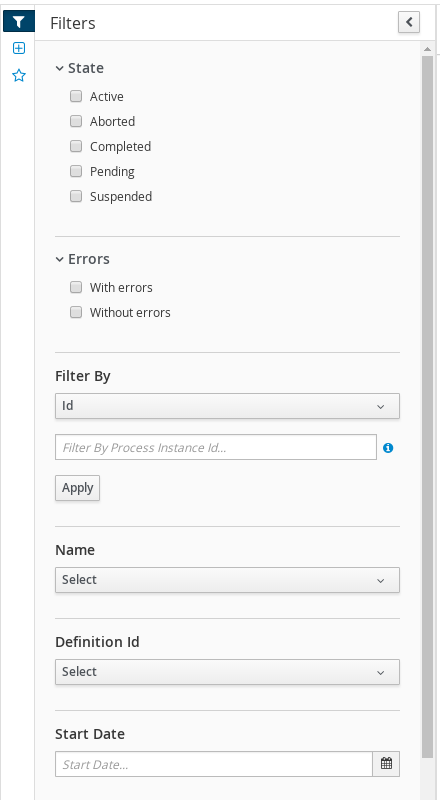 Filters
State
Active
Aborted
Completed
Pending
Suspended
Errors
With errors
Without errors
Filter By
Id
Filter By Process Instance Id...
Apply
Name
Select
Definition Id
Select
Start Date
Start Date...